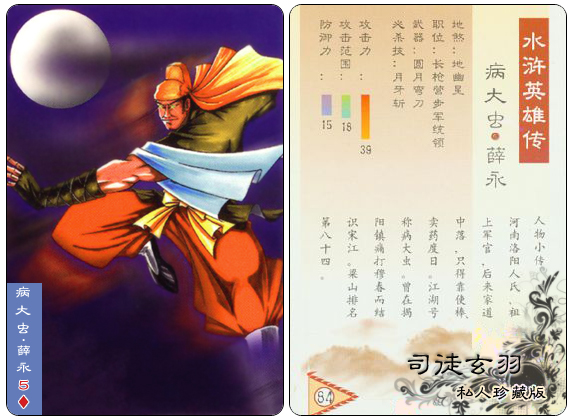 病大虫·薛永
5
水浒英雄传
病大虫·薛永
地煞:地幽星
职位:长枪营步军统领
武器:圆月弯刀
必杀技:月牙斩
攻击力:
39
攻击范围:
18
防御力:
15
人物小传:
河南洛阳人氏,祖
上军官,后来家道
中落,只得靠使棒
卖药度日。江湖号
称病大虫。曾在揭
阳镇痛打穆春而结
识宋江。梁山排名
第八十四。
84
司徒玄羽
私人珍藏版